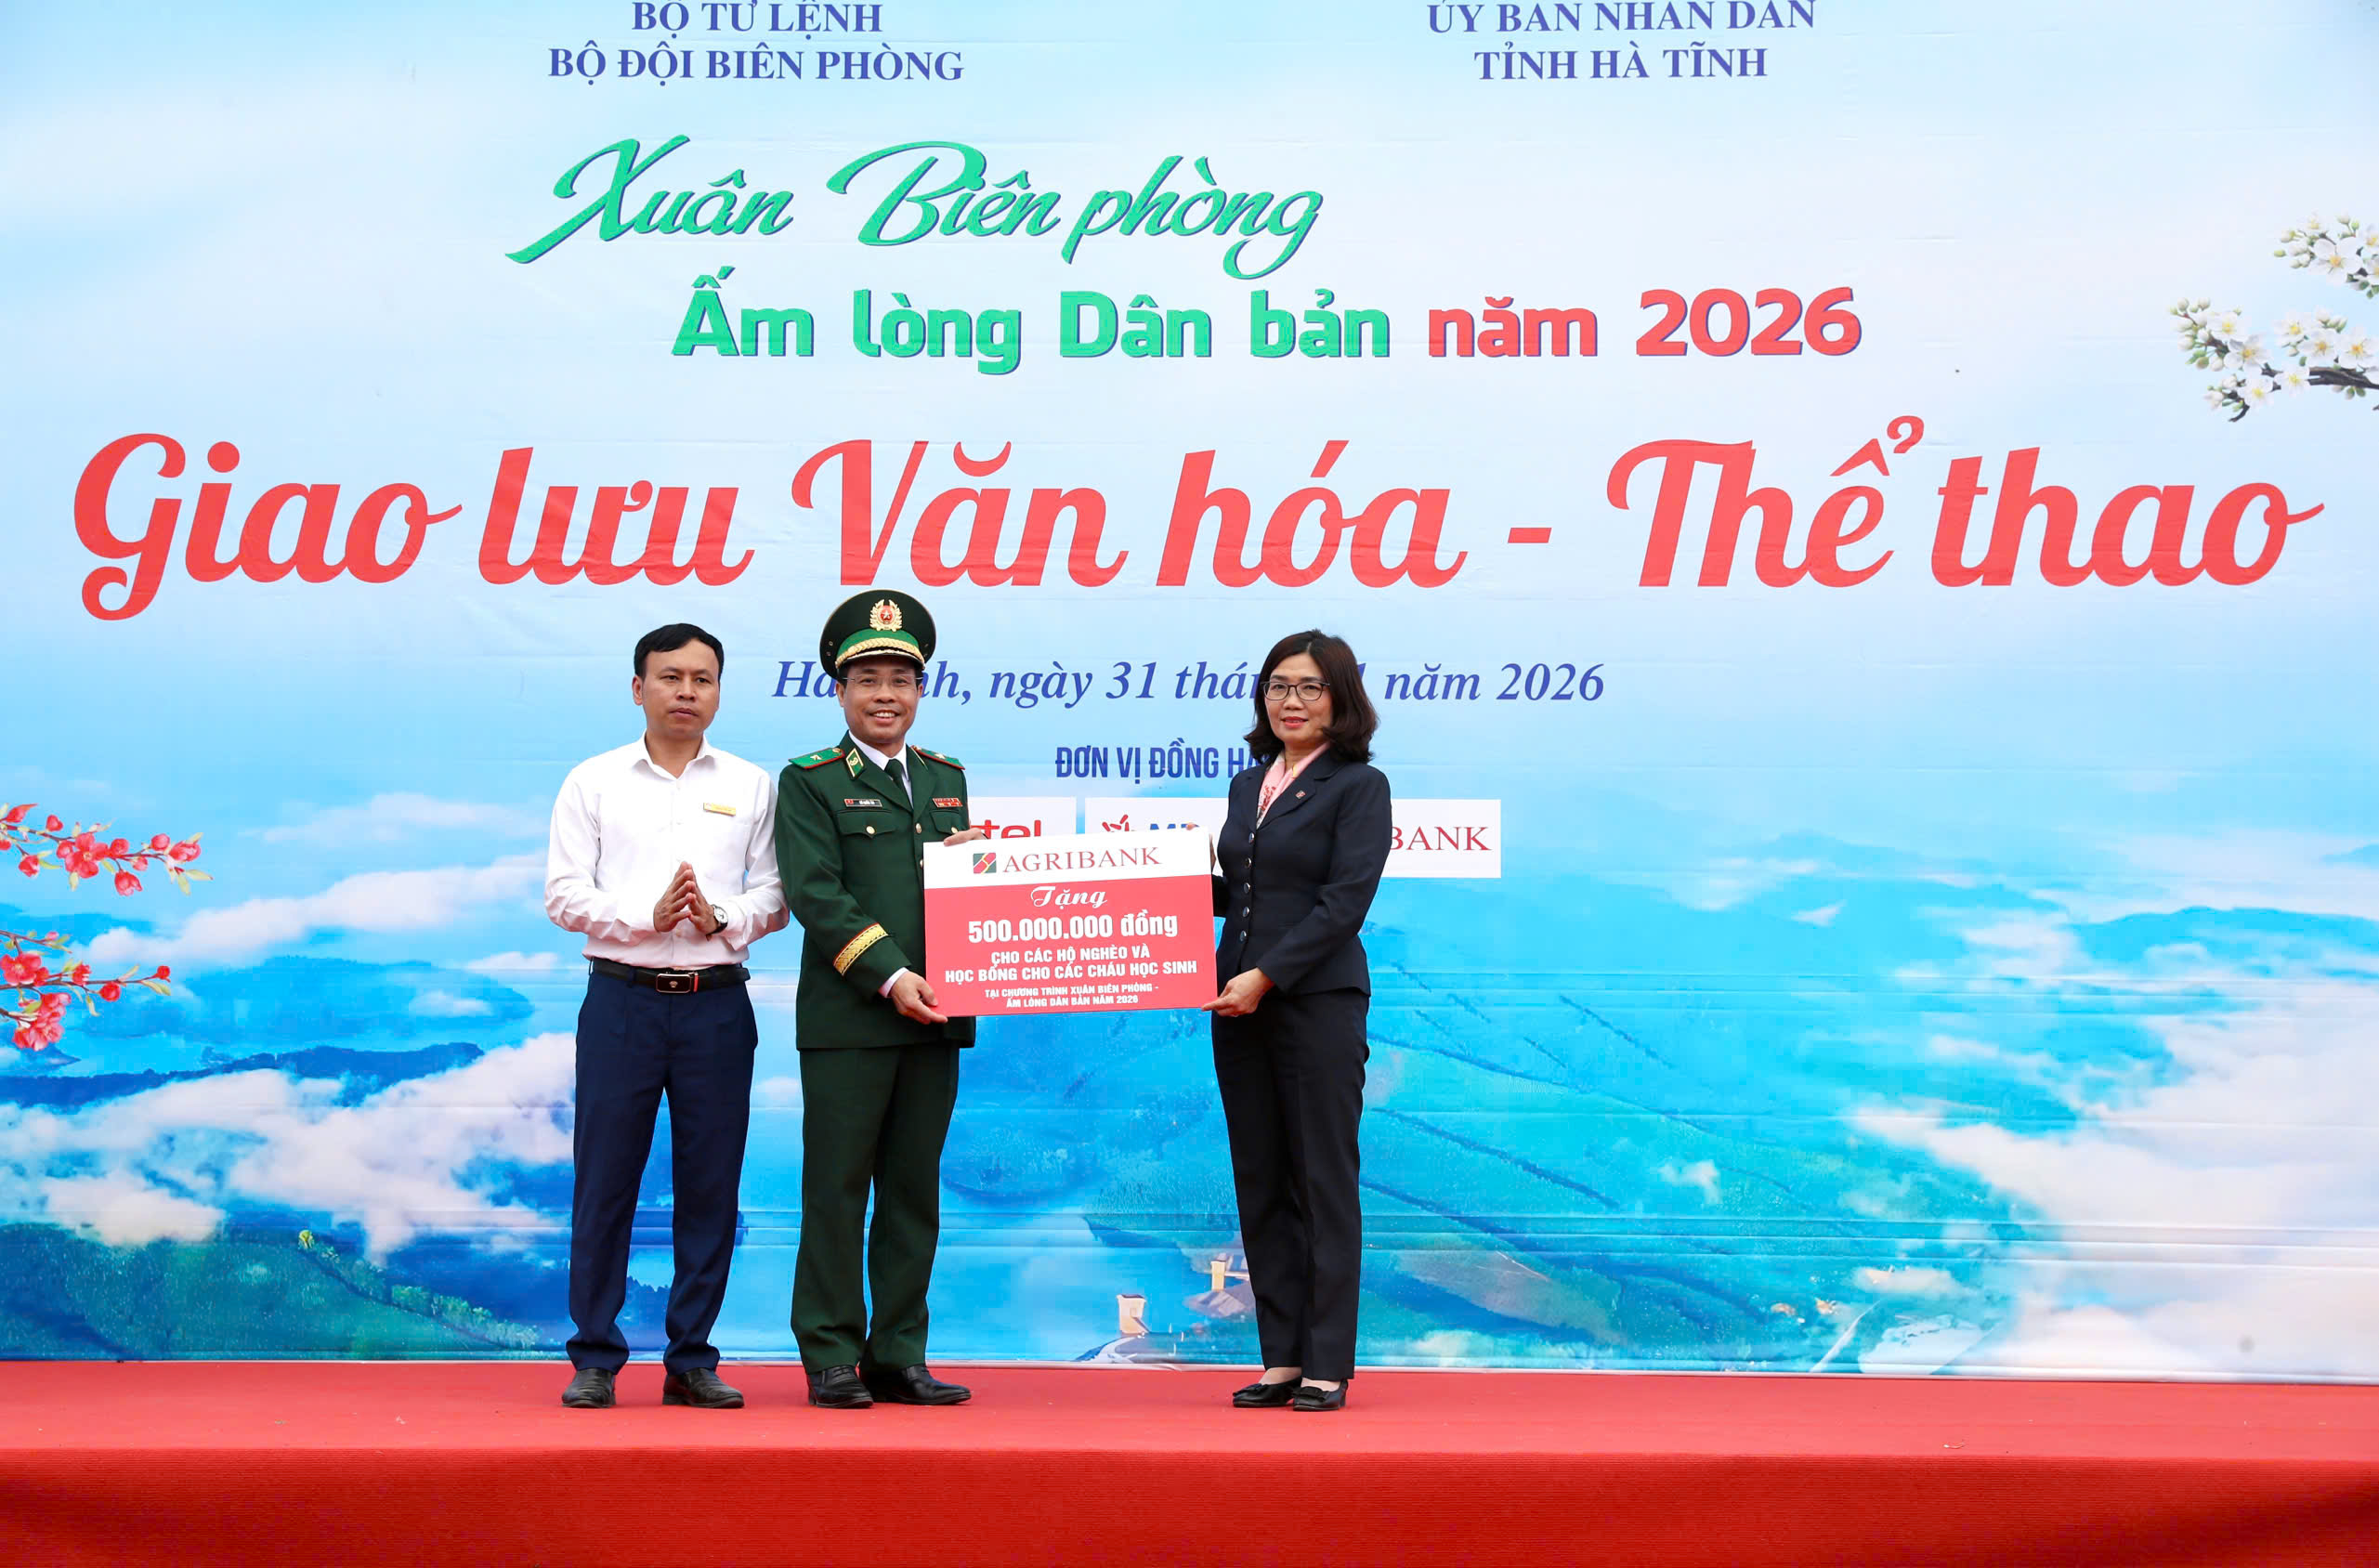 BỘ TƯ LỆNH
BỘ ĐỘI BIÊN PHÒNG
ỦY BAN NHÂN DÂN
TỈNH HÀ TĨNH
Xuân Biên phòng
Ấm lòng Dân bản năm 2026
Giao lưu Văn hóa - Thể thao
ngày 31 năm 2026
ĐƠN VỊ ĐỒNG
AGRIBANK
Tặng
500.000.000 đồng
CHO CÁC HỘ NGHÈO VÀ
HỌC BỔNG CHO CÁC CHÁU HỌC SINH
TẠI CHƯƠNG TRÌNH XUÂN BIÊN PHÒNG -
ẤM LÒNG DÂN BẢN NĂM 2026